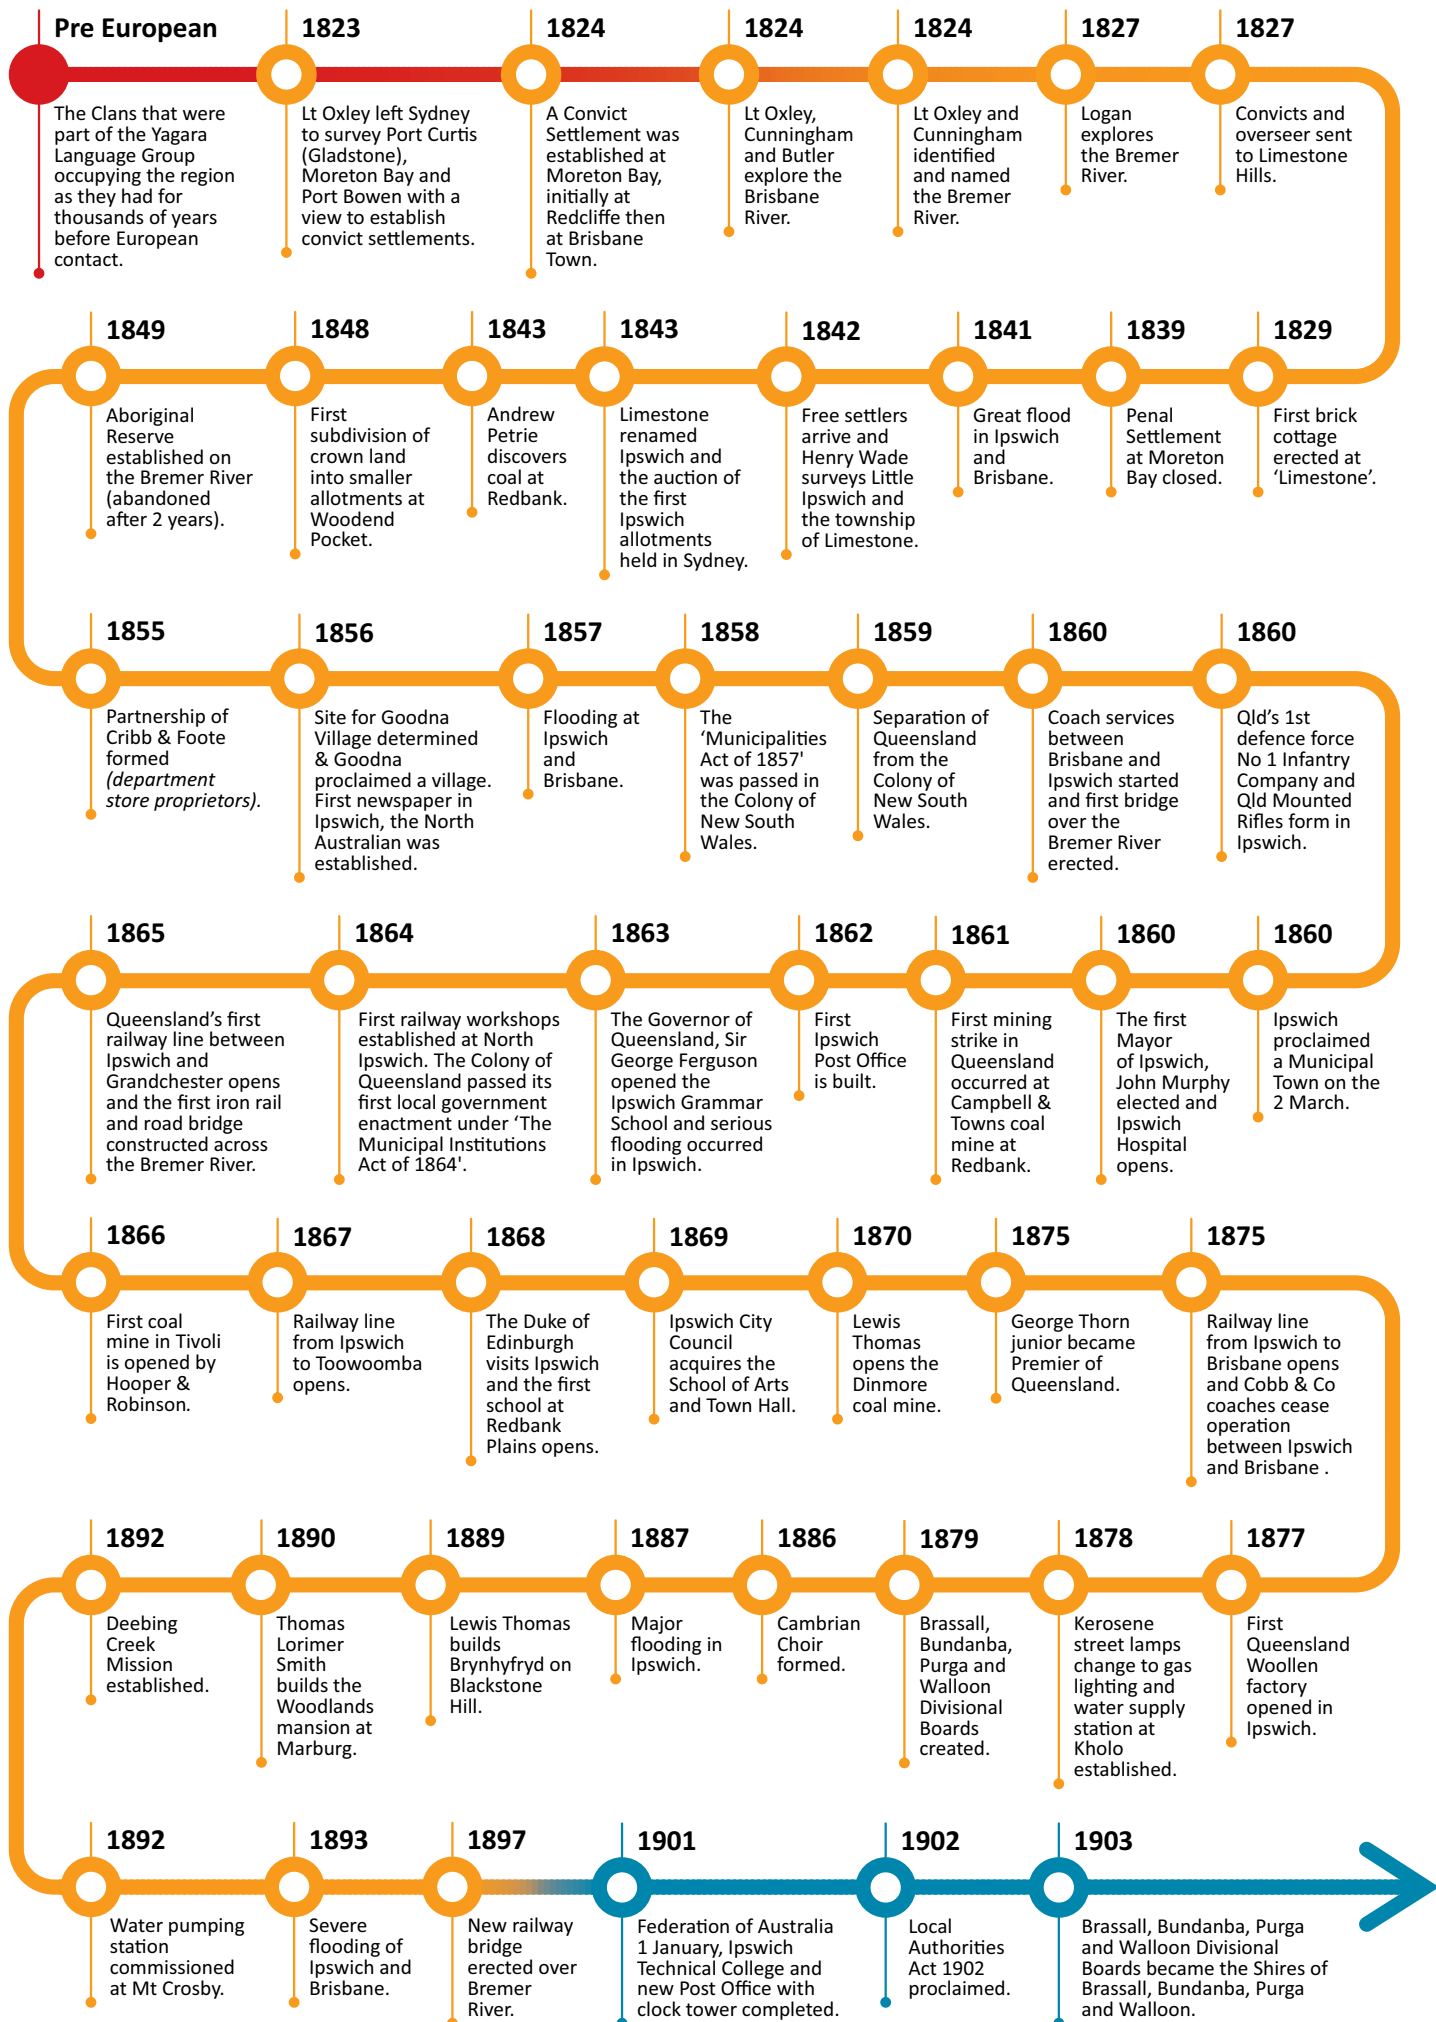 Pre European
The Clans that were
part of the Yagara
Language Group
occupying the region
as they had for
thousands of years
before European
contact.
1823
Lt Oxley left Sydney
to survey Port Curtis
(Gladstone),
Moreton Bay and
Port Bowen with a
view to establish
convict settlements.
1824
A Convict
Settlement was
established at
Moreton Bay,
initially at
Redcliffe then
at Brisbane
Town.
1824
Lt Oxley,
Cunningham
and Butler
explore the
Brisbane
River.
1824
Lt Oxley and
Cunningham
identified
and named
the Bremer
River.
1827
Logan
explores
the Bremer
River.
1827
Convicts and
overseer sent
to Limestone
Hills.
1829
First brick
cottage
erected at
‘Limestone’.
1839
Penal
Settlement
at Moreton
Bay closed.
1841
Great flood
in Ipswich
and
Brisbane.
1842
Free settlers
arrive and
Henry Wade
surveys Little
Ipswich and
the township
of Limestone.
1843
Limestone
renamed
Ipswich and
the auction of
the first
Ipswich
allotments
held in Sydney.
1843
Andrew
Petrie
discovers
coal at
Redbank.
1848
First
subdivision of
crown land
into smaller
allotments at
Woodend
Pocket.
1849
Aboriginal
Reserve
established on
the Bremer River
(abandoned
after 2 years).
1855
Partnership of
Cribb & Foote
formed
(department
store proprietors).
1856
Site for Goodna
Village determined
& Goodna
proclaimed a village.
First newspaper in
Ipswich, the North
Australian was
established.
1857
Flooding at
Ipswich
and
Brisbane.
1858
The
‘Municipalities
Act of 1857'
was passed in
the Colony of
New South
Wales.
1859
Separation of
Queensland
from the
Colony of
New South
Wales.
1860
Coach services
between
Brisbane and
Ipswich started
and first bridge
over the
Bremer River
erected.
1860
Qld’s 1st
defence force
No 1 Infantry
Company and
Qld Mounted
Rifles form in
Ipswich.
1860
Ipswich
proclaimed
a Municipal
Town on the
2 March.
1860
The first
Mayor
of Ipswich,
John Murphy
elected and
Ipswich
Hospital
opens.
1861
First mining
strike in
Queensland
occurred at
Campbell &
Towns coal
mine at
Redbank.
1862
First
Ipswich
Post Office
is built.
1863
The Governor of
Queensland, Sir
George Ferguson
opened the
Ipswich Grammar
School and serious
flooding occurred
in Ipswich.
1864
First railway workshops
established at North
Ipswich. The Colony of
Queensland passed its
first local government
enactment under ‘The
Municipal Institutions
Act of 1864'.
1865
Queensland’s first
railway line between
Ipswich and
Grandchester opens
and the first iron rail
and road bridge
constructed across
the Bremer River.
1866
First coal
mine in Tivoli
is opened by
Hooper &
Robinson.
1867
Railway line
from Ipswich
to Toowoomba
opens.
1868
The Duke of
Edinburgh
visits Ipswich
and the first
school at
Redbank
Plains opens.
1869
Ipswich City
Council
acquires the
School of Arts
and Town Hall.
1870
Lewis
Thomas
opens the
Dinmore
coal mine.
1875
George Thorn
junior became
Premier of
Queensland.
1875
Railway line
from Ipswich to
Brisbane opens
and Cobb & Co
coaches cease
operation
between Ipswich
and Brisbane .
1877
First
Queensland
Woollen
factory
opened in
Ipswich.
1878
Kerosene
street lamps
change to gas
lighting and
water supply
station at
Kholo
established.
1879
Brassall,
Bundanba,
Purga and
Walloon
Divisional
Boards
created.
1886
Cambrian
Choir
formed.
1887
Major
flooding in
Ipswich.
1889
Lewis Thomas
builds
Brynhyfryd on
Blackstone
Hill.
1890
Thomas
Lorimer
Smith
builds the
Woodlands
mansion at
Marburg.
1892
Deebing
Creek
Mission
established.
1892
Water pumping
station
commissioned
at Mt Crosby.
1893
Severe
flooding of
Ipswich and
Brisbane.
1897
New railway
bridge
erected over
Bremer
River.
1901
Federation of Australia
1 January, Ipswich
Technical College and
new Post Office with
clock tower completed.
1902
Local
Authorities
Act 1902
proclaimed.
1903
Brassall, Bundanba, Purga
and Walloon Divisional
Boards became the Shires of
Brassall, Bundanba, Purga
and Walloon.